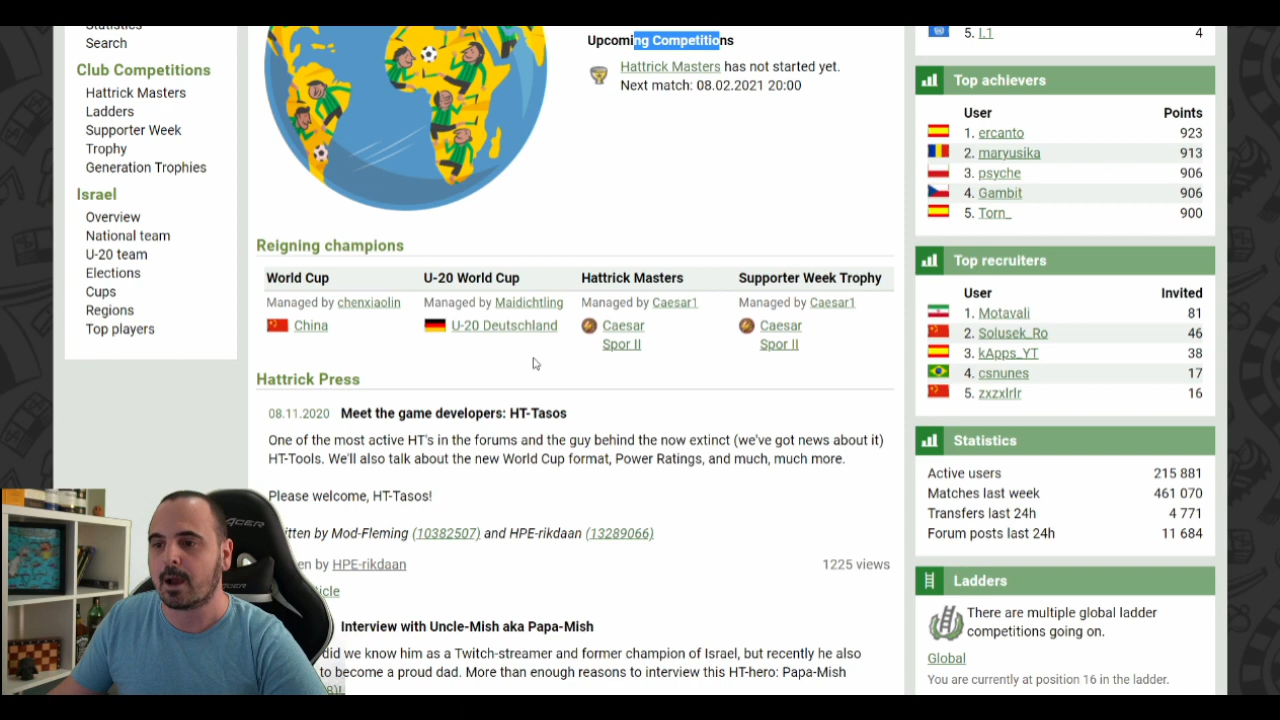 Search
Club Competitions
Hattrick Masters
Ladders
Supporter Week
Trophy
Generation Trophies
Israel
Overview
National team
U-20 team
Elections
Cups
Regions
Top players
Upcoming Competitions
Hattrick Masters has not started yet.
Next match: 08.02.2021 20:00
Reigning champions
World Cup
U-20 World Cup
Hattrick Masters
Supporter Week Trophy
Managed by chenxiaolin
Managed by Maidichtling
Managed by Caesar1
Managed by Caesar1
China
U-20 Deutschland
Caesar
Spor II
Caesar
Spor II
Hattrick Press
08.11.2020 Meet the game developers: HT-Tasos
One of the most active HT's in the forums and the guy behind the now extinct (we've got news about it)
HT-Tools. We'll also talk about the new World Cup format, Power Ratings, and much, much more.
Please welcome, HT-Tasos!
by Mod-Fleming (10382507) and HPE-rikdaan (13289066)
by HPE-rikdaan
1225 views
Interview with Uncle-Mish aka Papa-Mish
did we know him as a Twitch-streamer and former champion of Israel, but recently he also
to become a proud dad. More than enough reasons to interview this HT-hero: Papa-Mish
5. I.1 4
Top achievers
User Points
1. ercanto 923
2. maryusika 913
3. psyche 906
4. Gambit 906
5. Torn_ 900
Top recruiters
User Invited
1. Motavali 81
2. Solusek_Ro 46
3. kApps_YT 38
4. csnunes 17
5. zxzxlrlr 16
Statistics
Active users 215 881
Matches last week 461 070
Transfers last 24h 4 771
Forum posts last 24h 11 684
Ladders
There are multiple global ladder
competitions going on.
Global
You are currently at position 16 in the ladder.
ACER